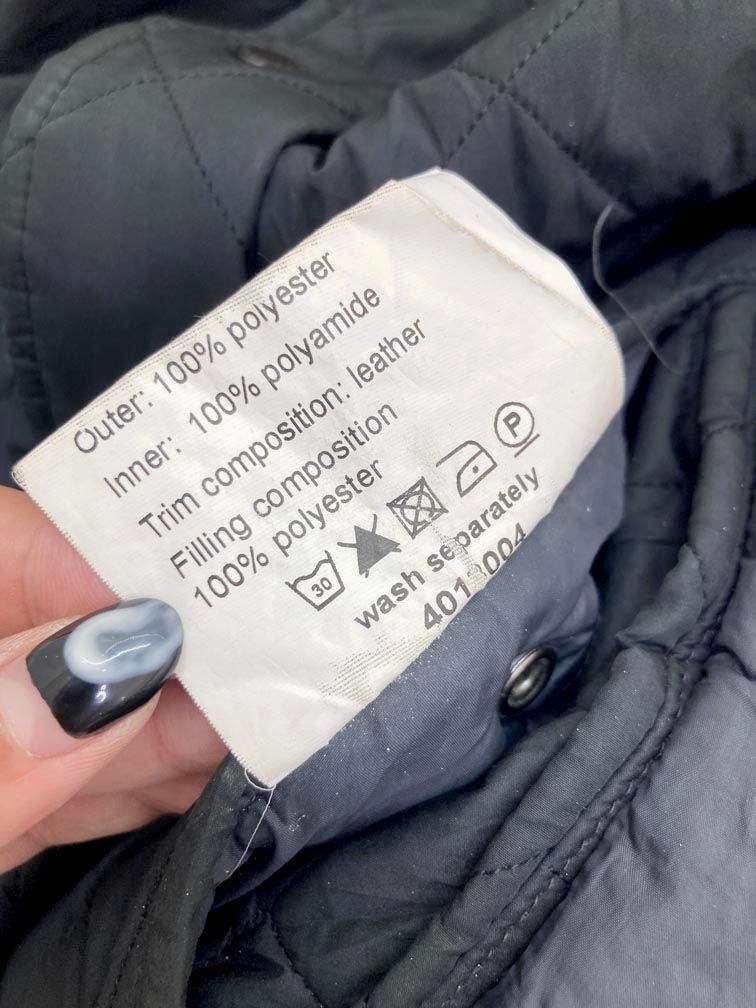 Outer: 100% polyester
Inner: 100% polyamide
Trim composition: leather
Filling composition
100% polyester
30
P
wash separately